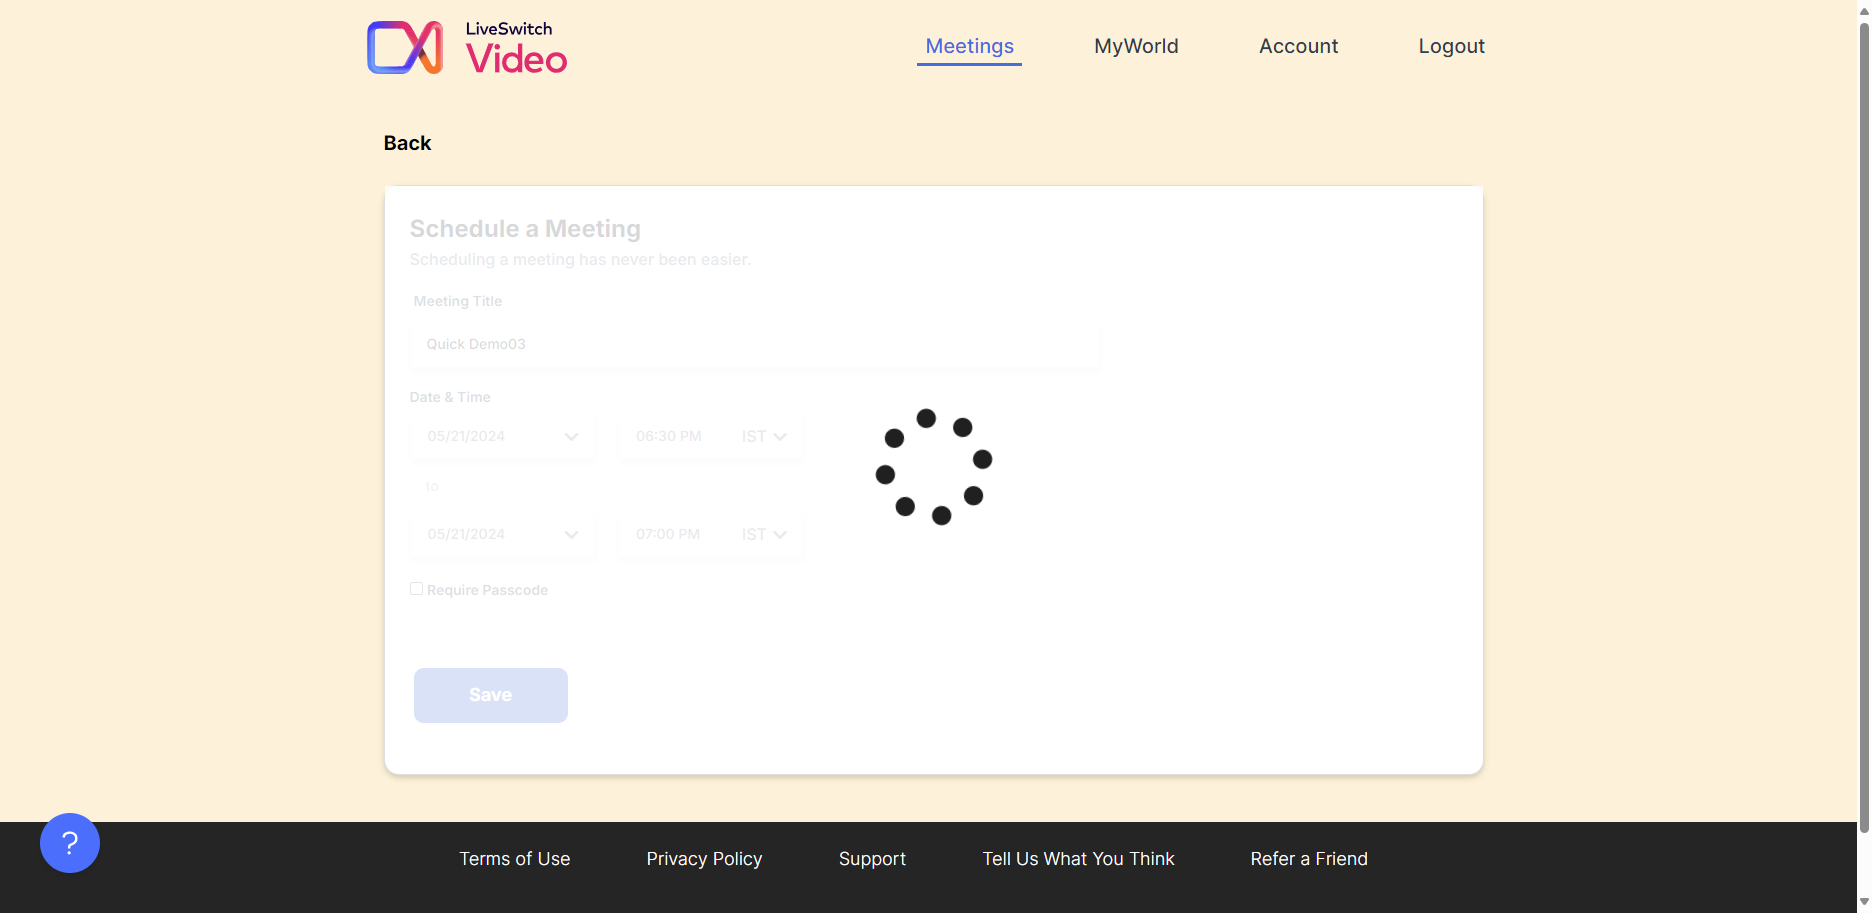 LiveSwitch
Video
Meetings
MyWorld
Account
Logout
Back
Schedule a Meeting
Scheduling a meeting has never been easier.
Meeting Title
Quick Demo03
Date & Time
05/21/2024
06:30 PM IST
to
05/21/2024
07:00 PM IST
Require Passcode
Save
?
Terms of Use
Privacy Policy
Support
Tell Us What You Think
Refer a Friend